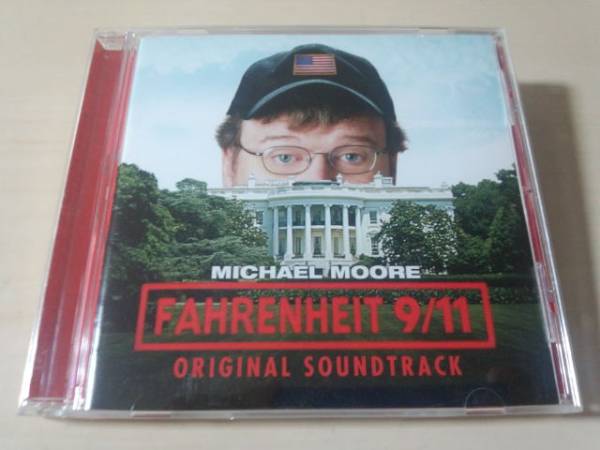 MICHAEL MOORE
FAHRENHEIT 9/11
ORIGINAL SOUNDTRACK